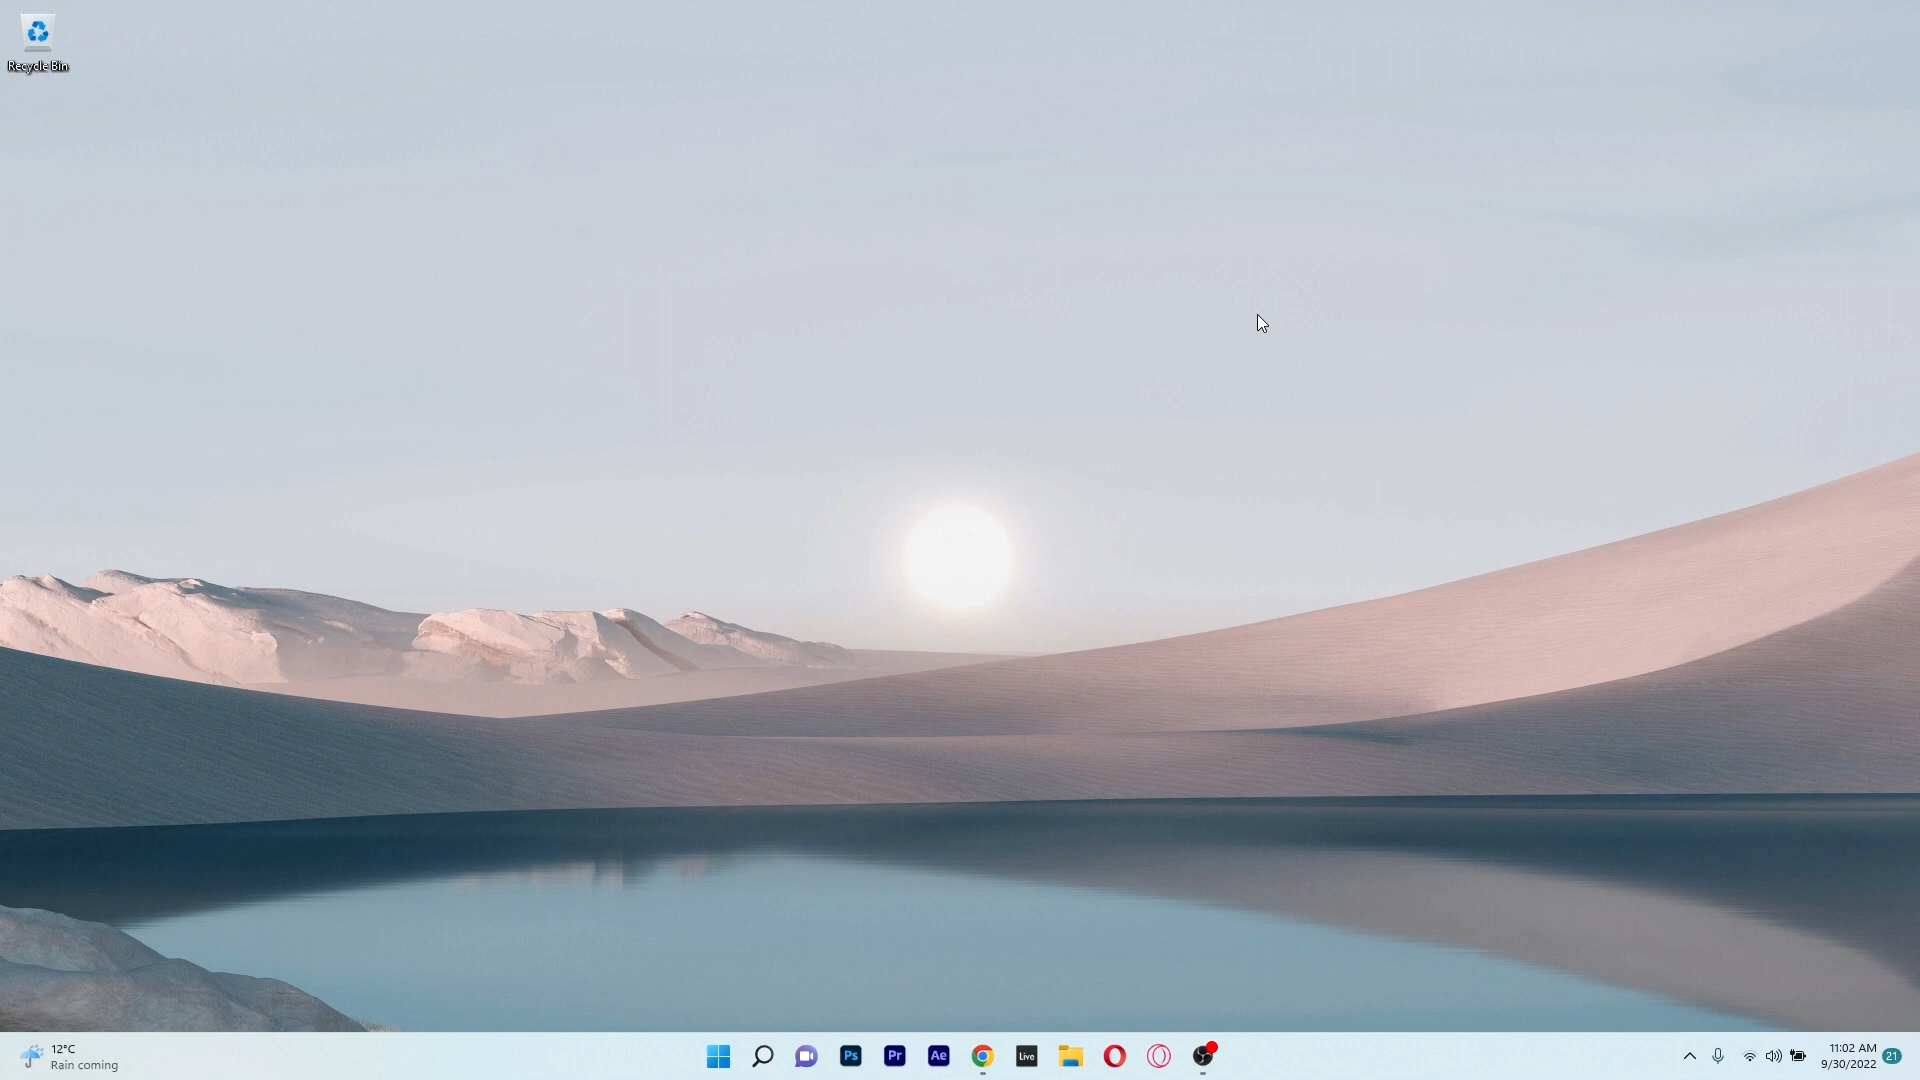 Recycle Bin
12°C
Rain coming
Ps
Pr
Ae
Live
11:02 AM
9/30/2022
21